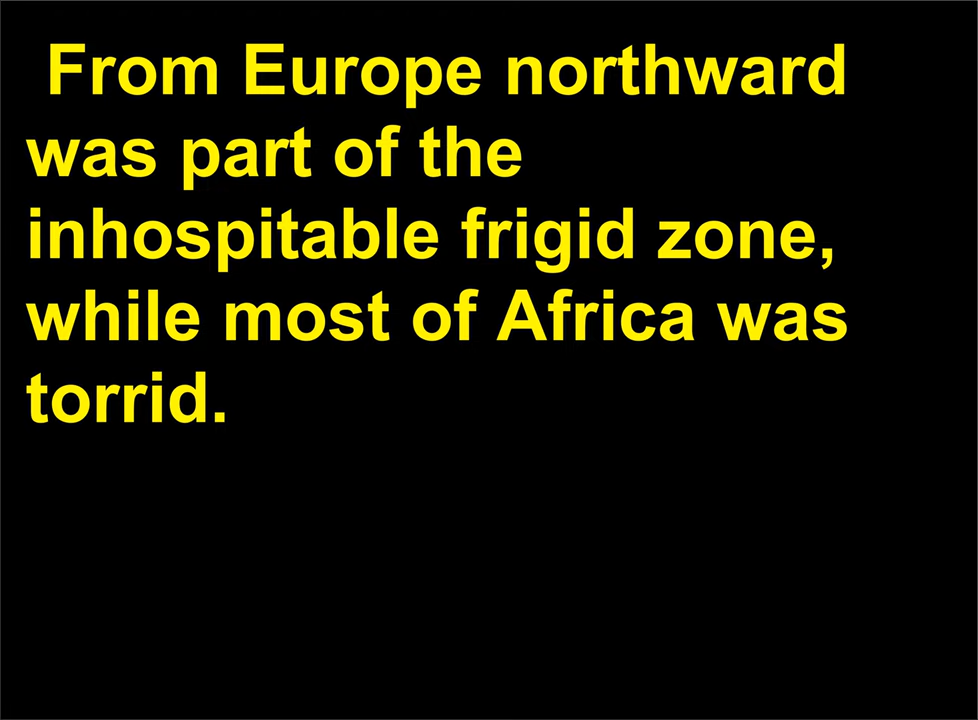 From Europe northward
was part of the
inhospitable frigid zone,
while most of Africa was
torrid.